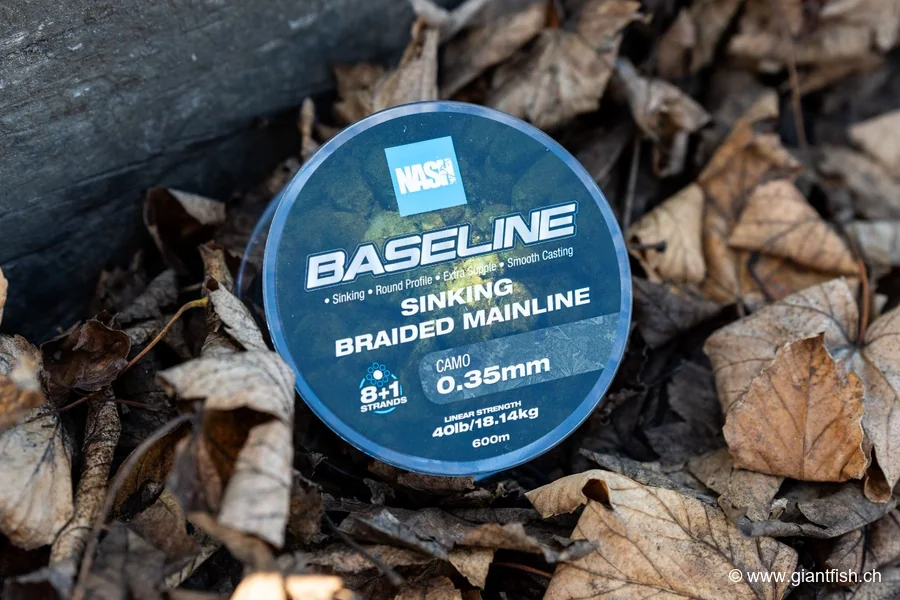 NASH
BASELINE
• Sinking • Round Profile • Extra Supple • Smooth Casting
SINKING
BRAIDED MAINLINE
CAMO
0.35mm
8+1
STRANDS
LINEAR STRENGTH
40lb/18.14kg
600m
© www.giantfish.ch